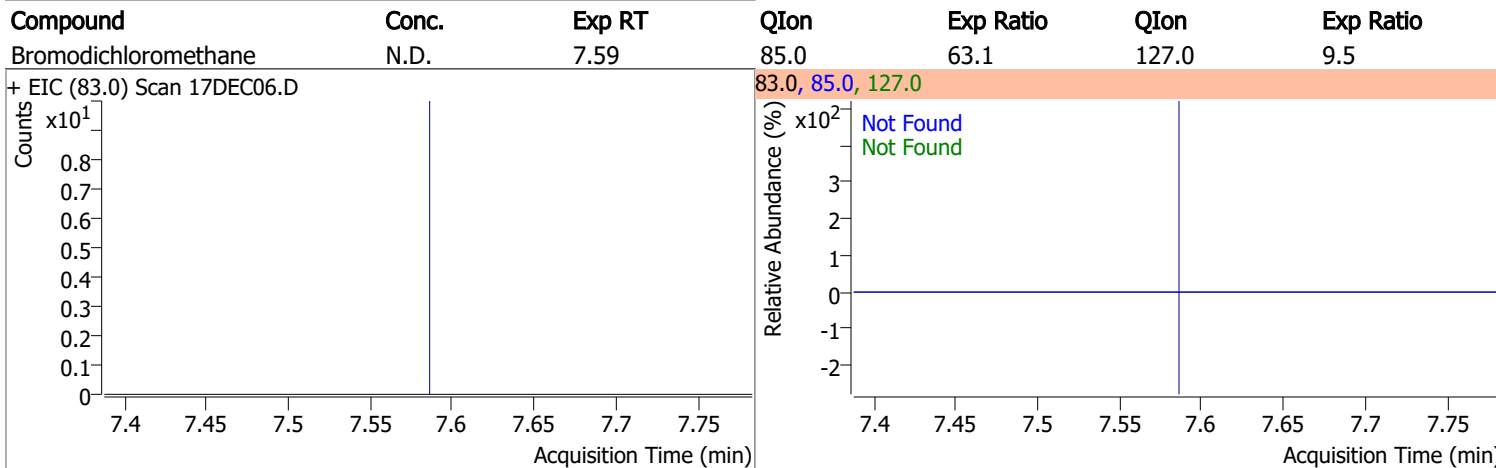 Compound Conc. Exp RT QIon Exp Ratio QIon Exp Ratio
Bromodichloromethane N.D. 7.59 85.0 63.1 127.0 9.5
+ EIC (83.0) Scan 17DEC06.D
Counts
x10¹
0.8
0.7
0.6
0.5
0.4
0.3
0.2
0.1
0
7.4 7.45 7.5 7.55 7.6 7.65 7.7 7.75
Acquisition Time (min)
83.0, 85.0, 127.0
Relative Abundance (%)
x10²
Not Found
Not Found
3
2
1
0
-1
-2
7.4 7.45 7.5 7.55 7.6 7.65 7.7 7.75
Acquisition Time (min)